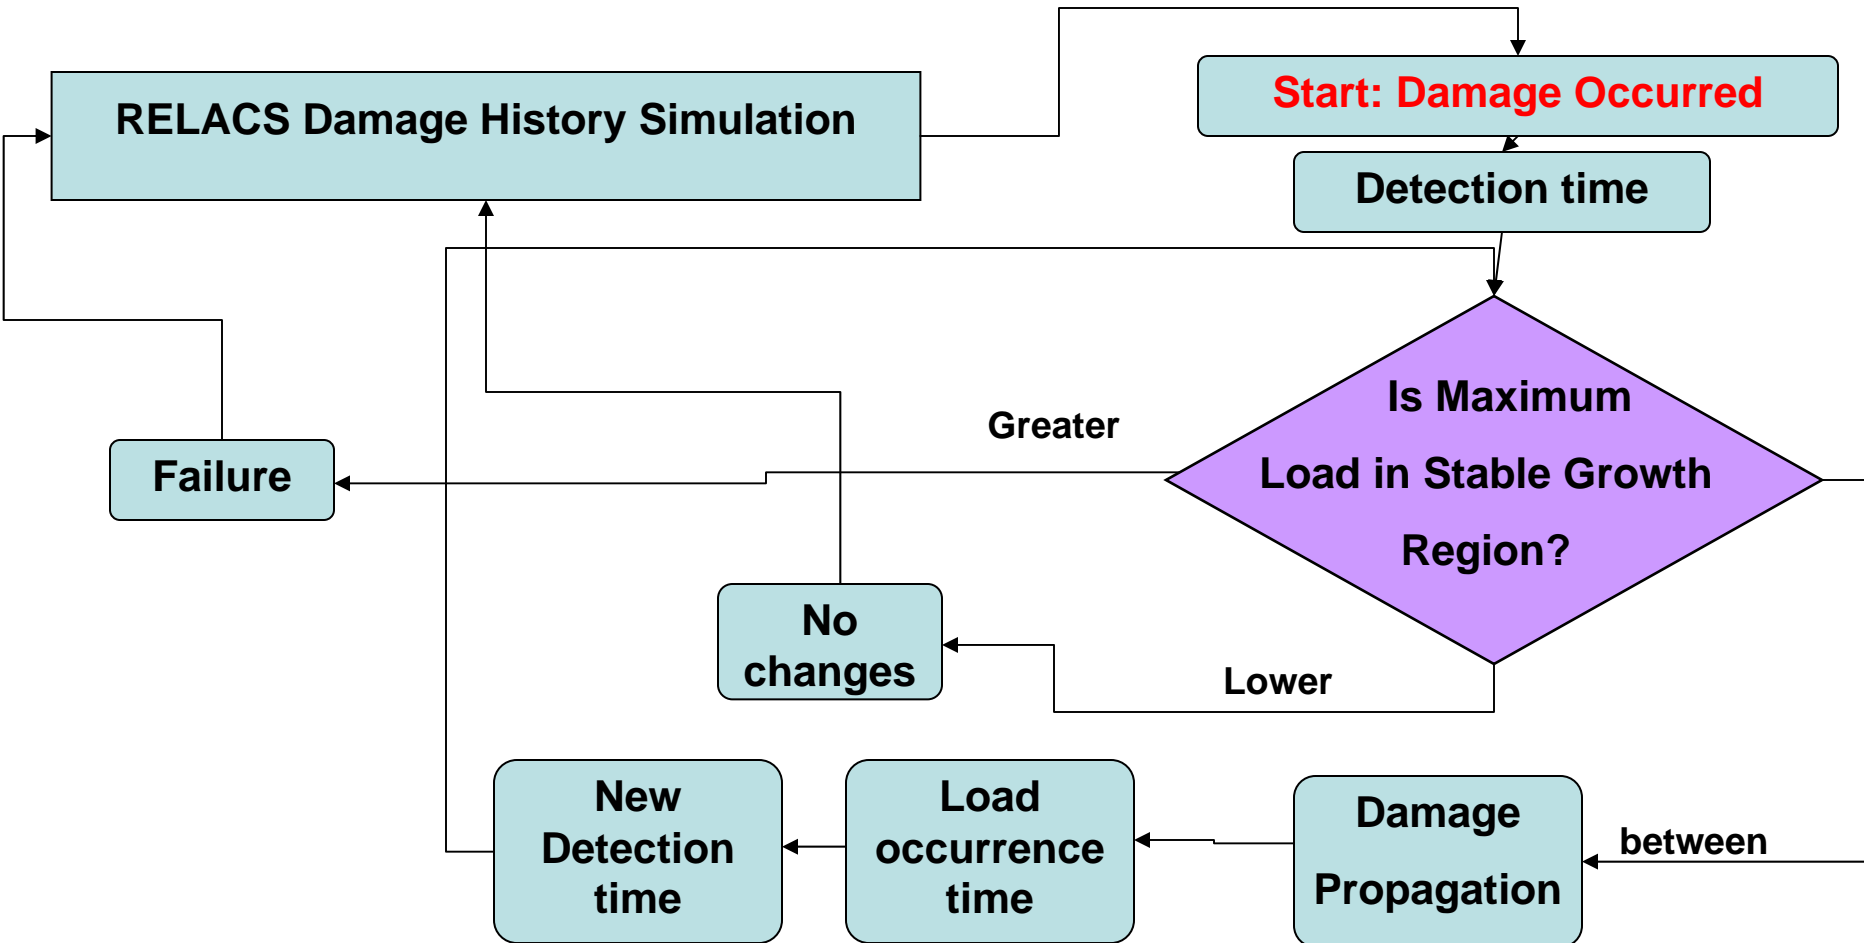 RELACS Damage History Simulation
Start: Damage Occurred
Detection time
Is Maximum
Load in Stable Growth
Region?
Greater
Failure
No
changes
Lower
New
Detection
time
Load
occurrence
time
Damage
Propagation
between